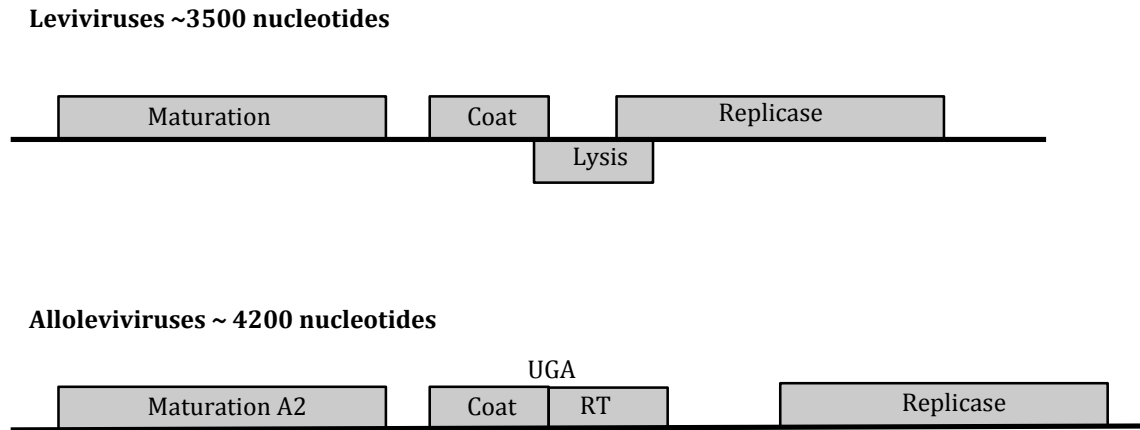 Leviviruses ~3500 nucleotides
Maturation Coat Replicase
Lysis
Alloleviviruses ~ 4200 nucleotides
UGA
Maturation A2 Coat RT Replicase